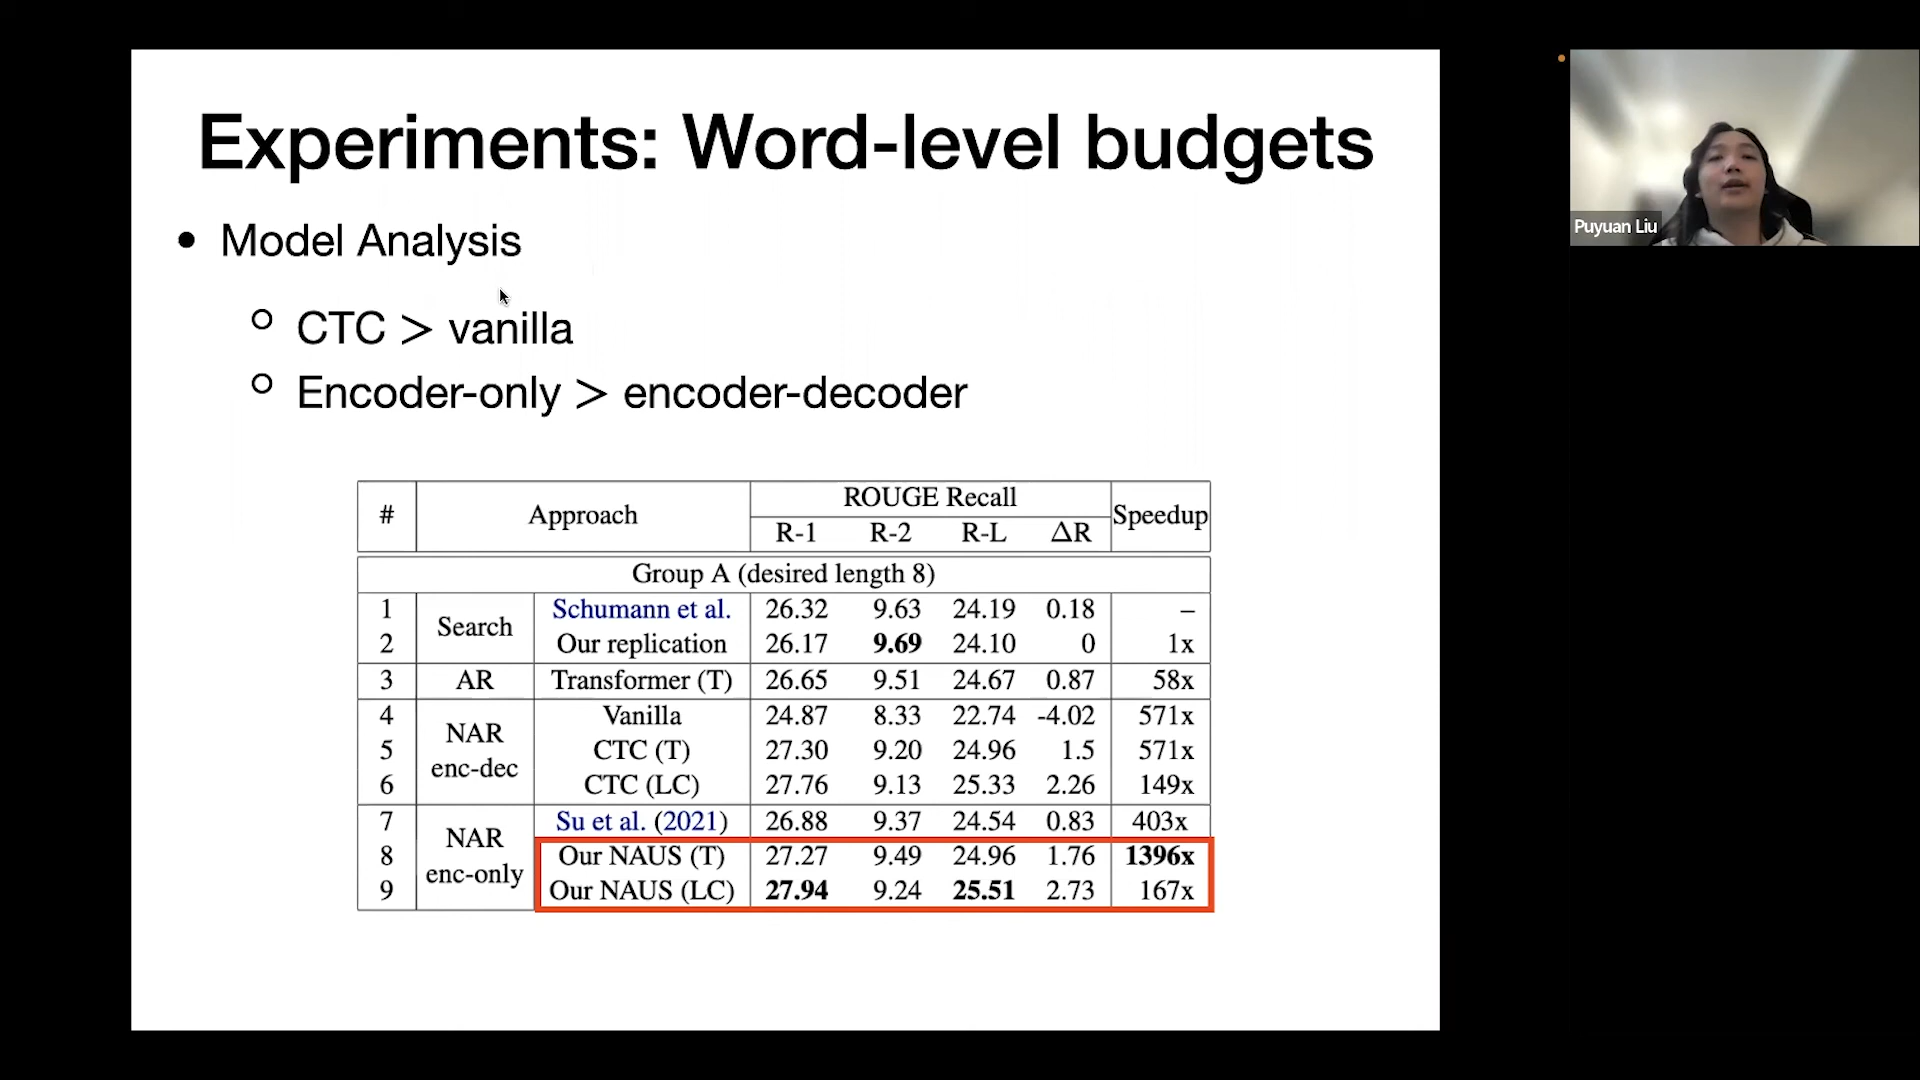 Experiments: Word-level budgets
• Model Analysis
○ CTC > vanilla
○ Encoder-only > encoder-decoder
# Approach ROUGE Recall Speedup
R-1 R-2 R-L ΔR
Group A (desired length 8)
1 Search Schumann et al. 26.32 9.63 24.19 0.18 –
2 Our replication 26.17 9.69 24.10 0 1x
3 AR Transformer (T) 26.65 9.51 24.67 0.87 58x
4 NAR enc-dec Vanilla 24.87 8.33 22.74 -4.02 571x
5 CTC (T) 27.30 9.20 24.96 1.5 571x
6 CTC (LC) 27.76 9.13 25.33 2.26 149x
7 NAR enc-only Su et al. (2021) 26.88 9.37 24.54 0.83 403x
8 Our NAUS (T) 27.27 9.49 24.96 1.76 1396x
9 Our NAUS (LC) 27.94 9.24 25.51 2.73 167x
Puyuan Liu